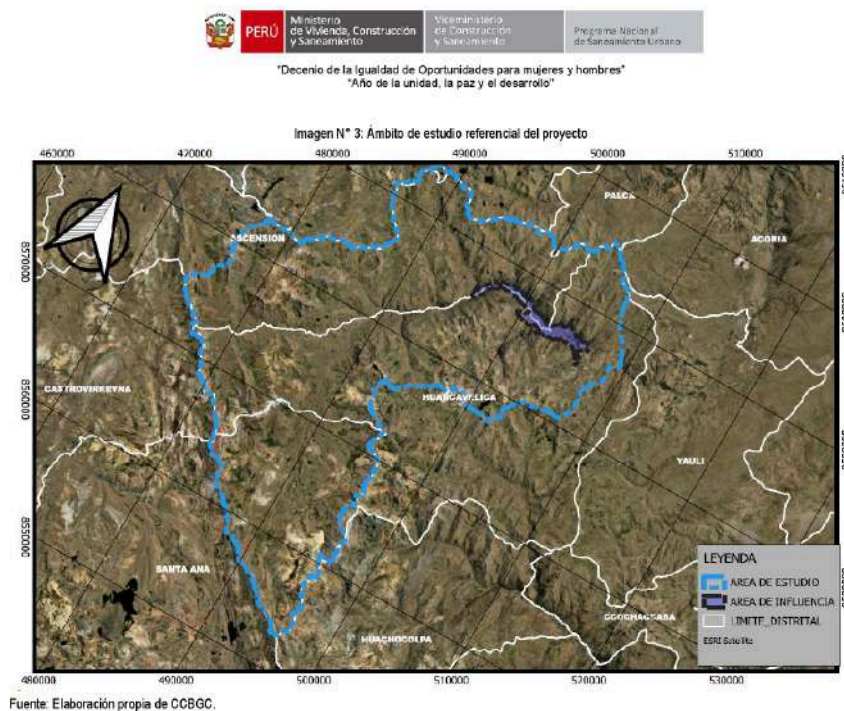 PERÚ
Ministerio
de Vivienda, Construcción
y Saneamiento
Viceministerio
de Construcción
y Saneamiento
Programa Nacional
de Saneamiento Urbano
"Decenio de la Igualdad de Oportunidades para mujeres y hombres"
"Año de la unidad, la paz y el desarrollo"
Imagen N° 3: Ámbito de estudio referencial del proyecto
460000 470000 480000 490000 500000 510000
PALCA
ASCENSION
ACORIA
8570000
CASTROVIRREYNA
HUANCAVELICA
8560000
YAULI
8550000
SANTA ANA
HUACHOCOLPA
CCOCHACCASA
LEYENDA
AREA DE ESTUDIO
AREA DE INFLUENCIA
LIMITE_DISTRITAL
ESRI Satellite
480000 490000 500000 510000 520000 530000
Fuente: Elaboración propia de CCBGC.